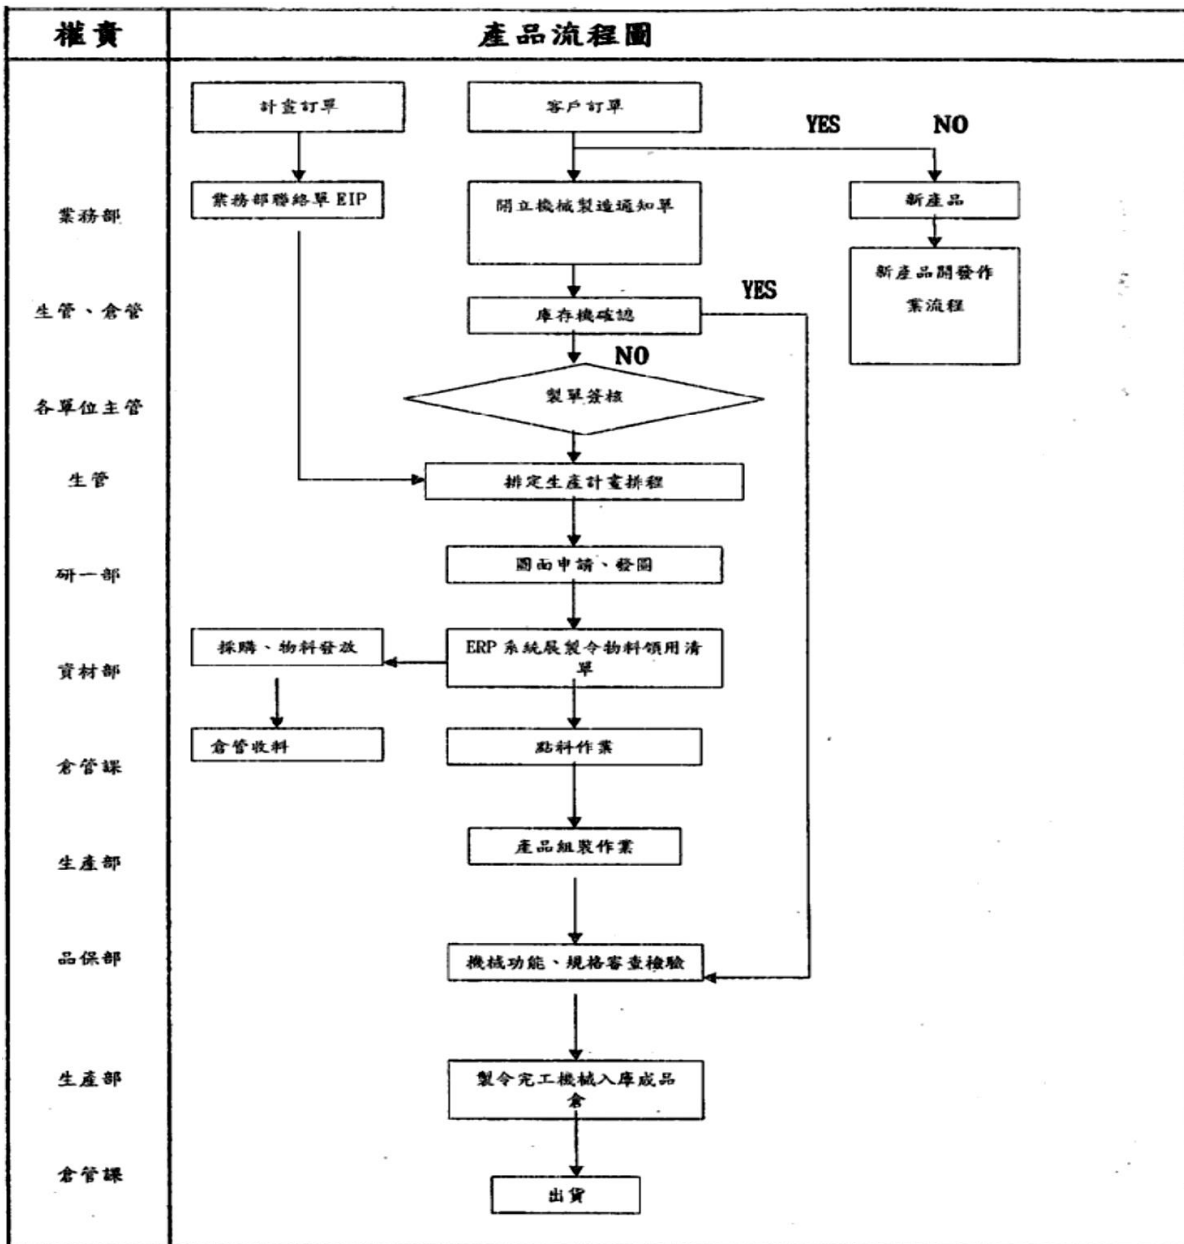 權責
產品流程圖
計畫訂單
客戶訂單
YES
NO
業務部
業務部聯絡單 EIP
開立機械製造通知單
新產品
新產品開發作
業流程
生管、倉管
庫存機確認
YES
NO
各單位主管
製單簽核
生管
排定生產計畫排程
研一部
圖面申請、發圖
資材部
採購、物料發放
ERP 系統展製令物料領用清
單
倉管課
倉管收料
點料作業
生產部
產品組裝作業
品保部
機械功能、規格審查檢驗
生產部
製令完工機械入庫成品
倉
倉管課
出貨